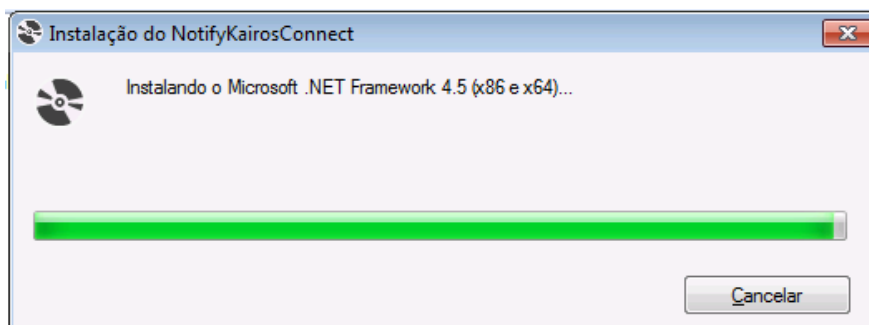 Instalação do NotifyKairosConnect
Instalando o Microsoft .NET Framework 4.5 (x86 e x64)...
Cancelar